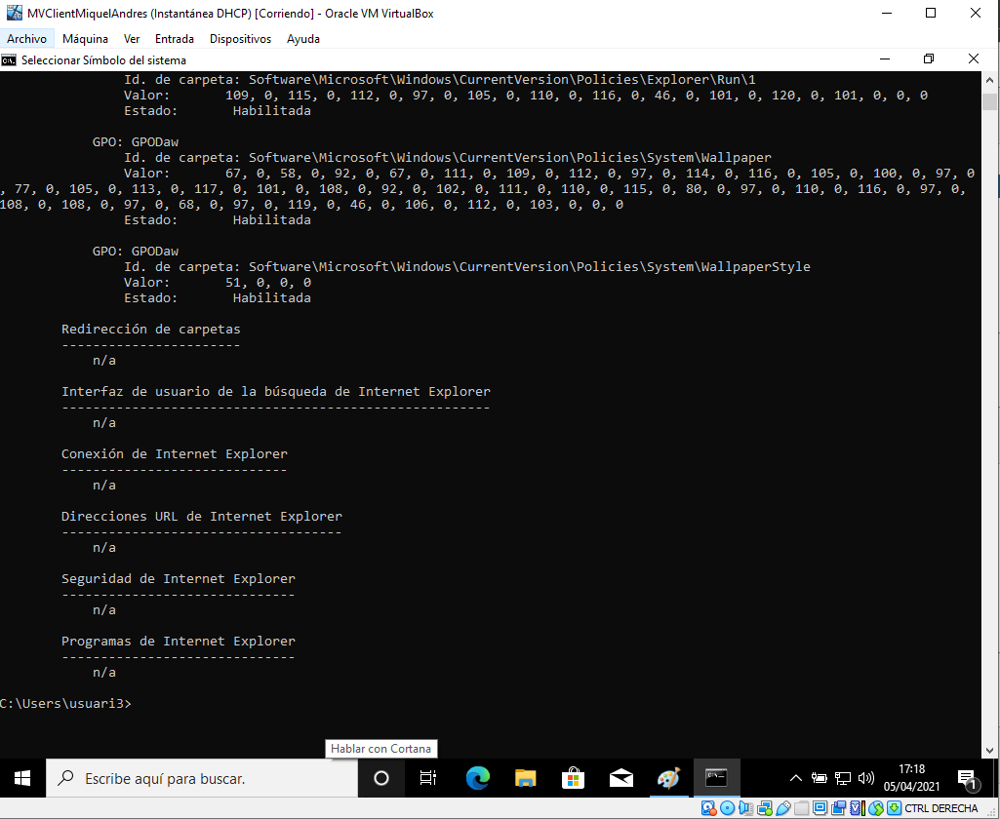 MVClientMiquelAndres (Instantánea DHCP) [Corriendo] - Oracle VM VirtualBox
Archivo Máquina Ver Entrada Dispositivos Ayuda
Seleccionar Símbolo del sistema
Id. de carpeta: Software\Microsoft\Windows\CurrentVersion\Policies\Explorer\Run\1
Valor: 109, 0, 115, 0, 112, 0, 97, 0, 105, 0, 110, 0, 116, 0, 46, 0, 101, 0, 120, 0, 101, 0, 0, 0
Estado: Habilitada
GPO: GPODaw
Id. de carpeta: Software\Microsoft\Windows\CurrentVersion\Policies\System\Wallpaper
Valor: 67, 0, 58, 0, 92, 0, 67, 0, 111, 0, 109, 0, 112, 0, 97, 0, 114, 0, 116, 0, 105, 0, 100, 0, 97, 0
, 77, 0, 105, 0, 113, 0, 117, 0, 101, 0, 108, 0, 92, 0, 102, 0, 111, 0, 110, 0, 115, 0, 80, 0, 97, 0, 110, 0, 116, 0, 97, 0,
108, 0, 108, 0, 97, 0, 68, 0, 97, 0, 119, 0, 46, 0, 106, 0, 112, 0, 103, 0, 0, 0
Estado: Habilitada
GPO: GPODaw
Id. de carpeta: Software\Microsoft\Windows\CurrentVersion\Policies\System\WallpaperStyle
Valor: 51, 0, 0, 0
Estado: Habilitada
Redirección de carpetas
-----------------------
n/a
Interfaz de usuario de la búsqueda de Internet Explorer
-------------------------------------------------------
n/a
Conexión de Internet Explorer
-----------------------------
n/a
Direcciones URL de Internet Explorer
------------------------------------
n/a
Seguridad de Internet Explorer
------------------------------
n/a
Programas de Internet Explorer
------------------------------
n/a
C:\Users\usuari3>
Hablar con Cortana
Escribe aquí para buscar.
17:18
05/04/2021
1
CTRL DERECHA